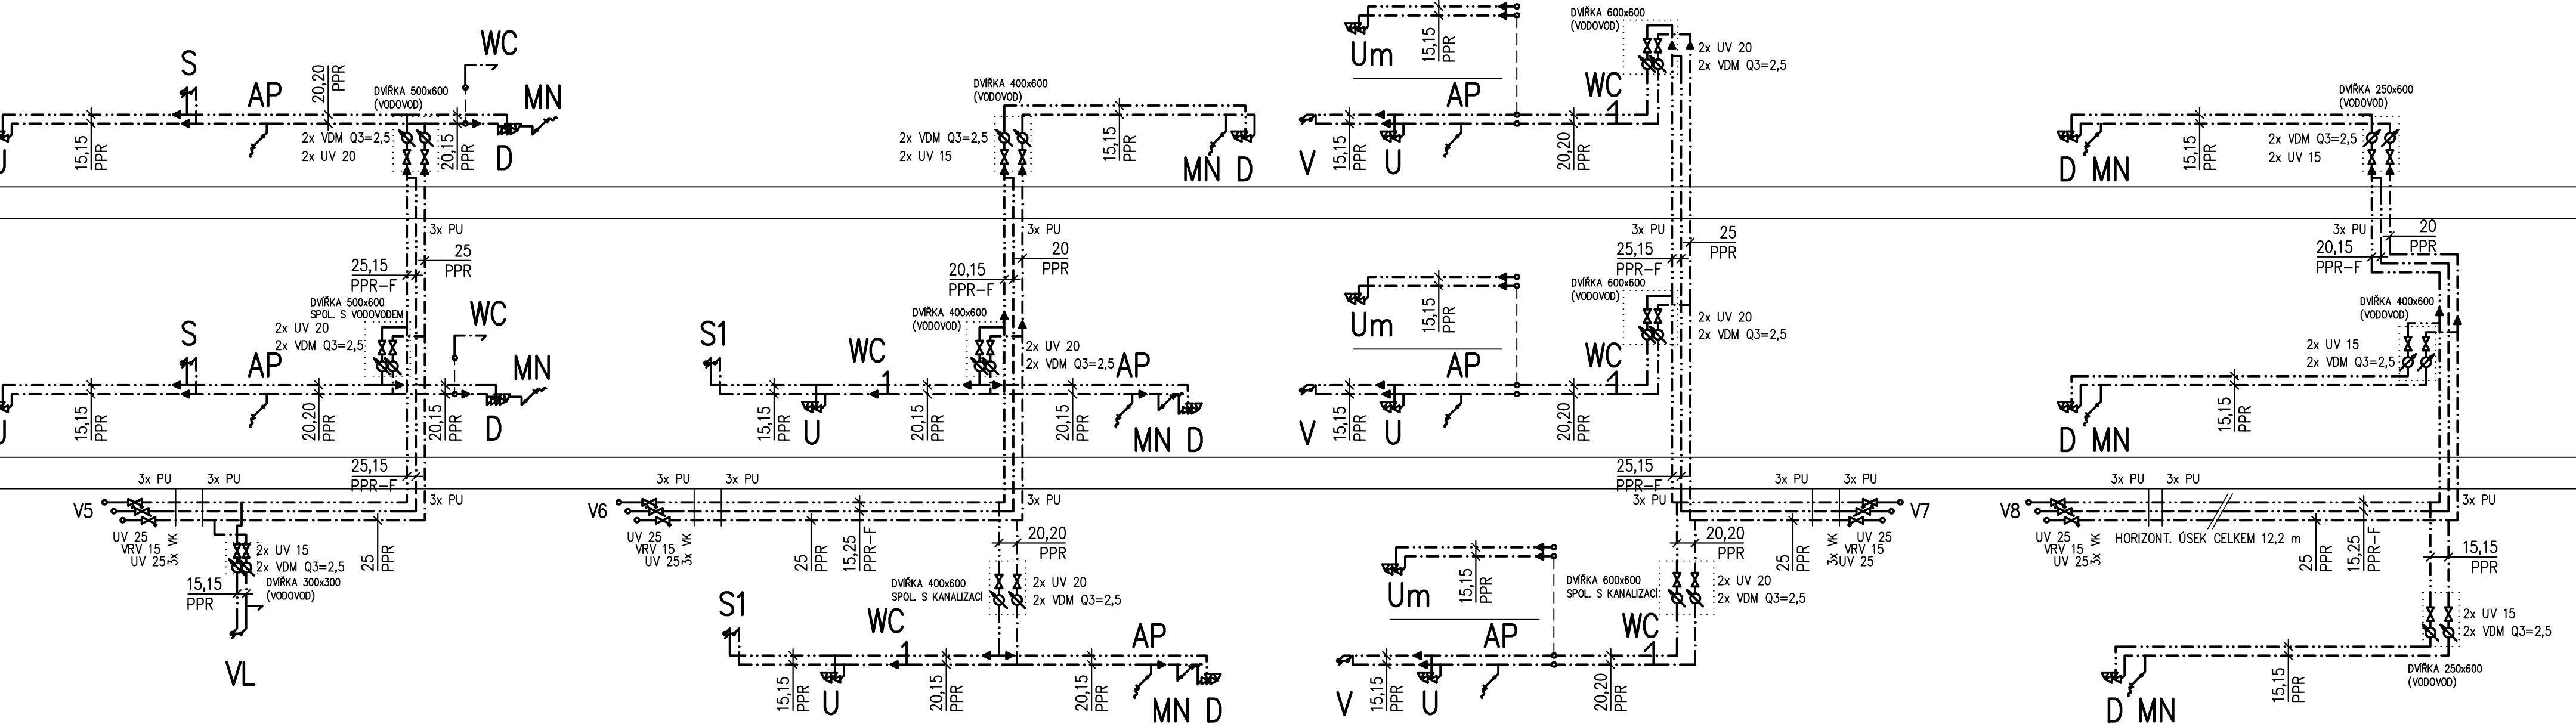 DVÍŘKA 600x600
(VODOVOD)
Um
15,15
PPR
2x UV 20
2x VDM Q3=2,5
WC
S
AP
20,20
PPR
DVÍŘKA 500x600
(VODOVOD)
MN
15,15
PPR
2x VDM Q3=2,5
2x UV 20
20,15
PPR
D
U
DVÍŘKA 400x600
(VODOVOD)
2x VDM Q3=2,5
2x UV 15
15,15
PPR
MN D
AP
WC
V
15,15
PPR
U
20,20
PPR
DVÍŘKA 250x600
(VODOVOD)
2x VDM Q3=2,5
2x UV 15
D MN
15,15
PPR
3x PU
25
PPR
25,15
PPR-F
3x PU
20
PPR
20,15
PPR-F
3x PU
25
PPR
25,15
PPR-F
3x PU
20
PPR
20,15
PPR-F
DVÍŘKA 500x600
SPOL. S VODOVODEM
2x UV 20
2x VDM Q3=2,5
WC
S
AP
MN
15,15
PPR
20,20
PPR
20,15
PPR
D
U
S1
WC
DVÍŘKA 400x600
(VODOVOD)
2x UV 20
2x VDM Q3=2,5
AP
15,15
PPR
U
20,15
PPR
20,15
PPR
MN D
Um
15,15
PPR
DVÍŘKA 600x600
(VODOVOD)
2x UV 20
2x VDM Q3=2,5
AP
WC
V
15,15
PPR
U
20,20
PPR
DVÍŘKA 400x600
(VODOVOD)
2x UV 15
2x VDM Q3=2,5
D MN
15,15
PPR
25,15
PPR-F
3x PU
3x PU
3x PU
V5
UV 25
VRV 15
UV 25
3x VK
25
PPR
2x UV 15
2x VDM Q3=2,5
DVÍŘKA 300x300
(VODOVOD)
15,15
PPR
VL
3x PU
3x PU
3x PU
V6
UV 25
VRV 15
UV 25
3x VK
25
PPR
15,25
PPR-F
20,20
PPR
DVÍŘKA 400x600
SPOL. S KANALIZACÍ
2x UV 20
2x VDM Q3=2,5
S1
WC
AP
15,15
PPR
U
20,15
PPR
20,15
PPR
MN D
25,15
PPR-F
3x PU
3x PU
3x PU
V7
UV 25
VRV 15
UV 25
3x VK
25
PPR
20,20
PPR
Um
15,15
PPR
DVÍŘKA 600x600
SPOL. S KANALIZACÍ
2x UV 20
2x VDM Q3=2,5
AP
WC
V
15,15
PPR
U
20,20
PPR
3x PU
3x PU
3x PU
V8
UV 25
VRV 15
UV 25
3x VK
HORIZONT. ÚSEK CELKEM 12,2 m
25
PPR
15,25
PPR-F
15,15
PPR
2x UV 15
2x VDM Q3=2,5
DVÍŘKA 250x600
(VODOVOD)
D MN
15,15
PPR